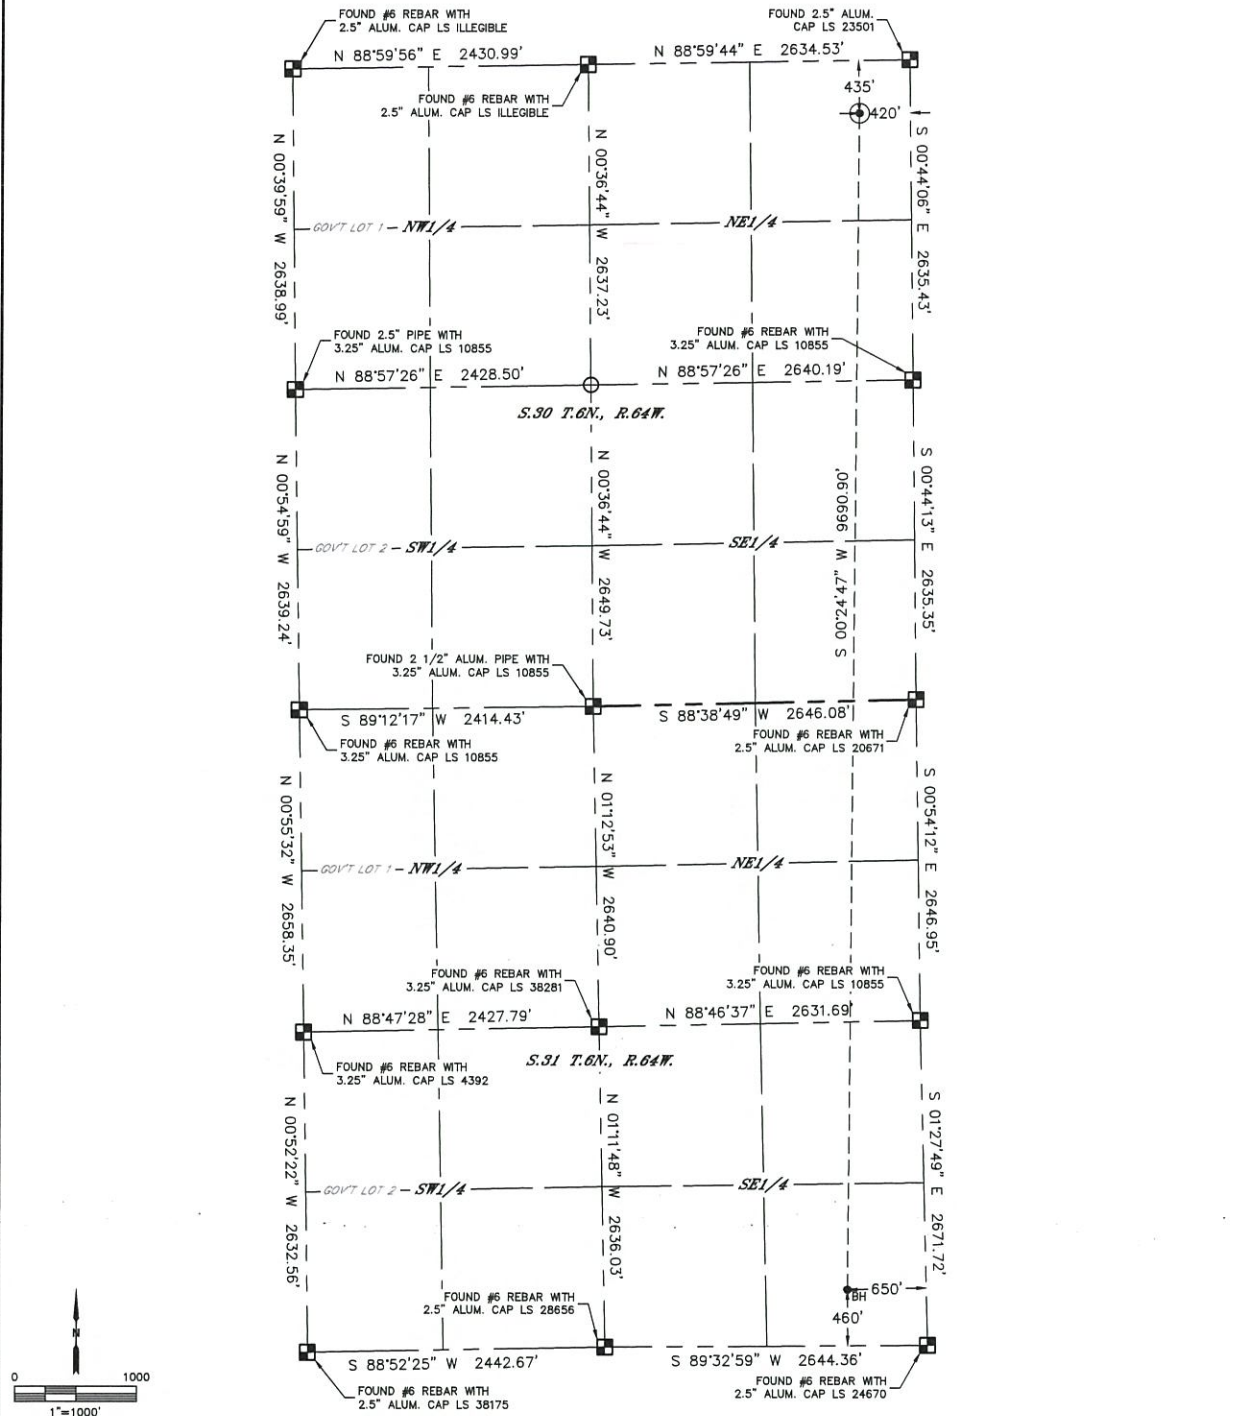 FOUND #6 REBAR WITH
2.5" ALUM. CAP LS ILLEGIBLE
FOUND 2.5" ALUM.
CAP LS 23501
N 88°59'56" E 2430.99'
N 88°59'44" E 2634.53'
FOUND #6 REBAR WITH
2.5" ALUM. CAP LS ILLEGIBLE
435'
420'
N 00°39'59" W 2638.99'
N 00°36'44" W 2637.23'
S 00°44'06" E 2635.43'
GOV'T LOT 1
NW1/4
NE1/4
FOUND 2.5" PIPE WITH
3.25" ALUM. CAP LS 10855
FOUND #6 REBAR WITH
3.25" ALUM. CAP LS 10855
N 88°57'26" E 2428.50'
N 88°57'26" E 2640.19'
S.30 T.6N., R.64W.
N 00°54'59" W 2639.24'
N 00°36'44" W 2649.73'
S 00°24'47" W 9690.90'
S 00°44'13" E 2635.35'
GOV'T LOT 2
SW1/4
SE1/4
FOUND 2 1/2" ALUM. PIPE WITH
3.25" ALUM. CAP LS 10855
S 89°12'17" W 2414.43'
S 88°38'49" W 2646.08'
FOUND #6 REBAR WITH
3.25" ALUM. CAP LS 10855
FOUND #6 REBAR WITH
2.5" ALUM. CAP LS 20671
N 00°55'32" W 2658.35'
N 01°12'53" W 2640.90'
S 00°54'12" E 2646.95'
GOV'T LOT 1
NW1/4
NE1/4
FOUND #6 REBAR WITH
3.25" ALUM. CAP LS 38281
FOUND #6 REBAR WITH
3.25" ALUM. CAP LS 10855
N 88°47'28" E 2427.79'
N 88°46'37" E 2631.69'
S.31 T.6N., R.64W.
FOUND #6 REBAR WITH
3.25" ALUM. CAP LS 4392
N 00°52'22" W 2632.56'
N 01°11'48" W 2636.03'
S 01°27'49" E 2671.72'
GOV'T LOT 2
SW1/4
SE1/4
650'
BH
460'
FOUND #6 REBAR WITH
2.5" ALUM. CAP LS 28656
S 88°52'25" W 2442.67'
S 89°32'59" W 2644.36'
FOUND #6 REBAR WITH
2.5" ALUM. CAP LS 38175
FOUND #6 REBAR WITH
2.5" ALUM. CAP LS 24670
N
0 1000
1"=1000'